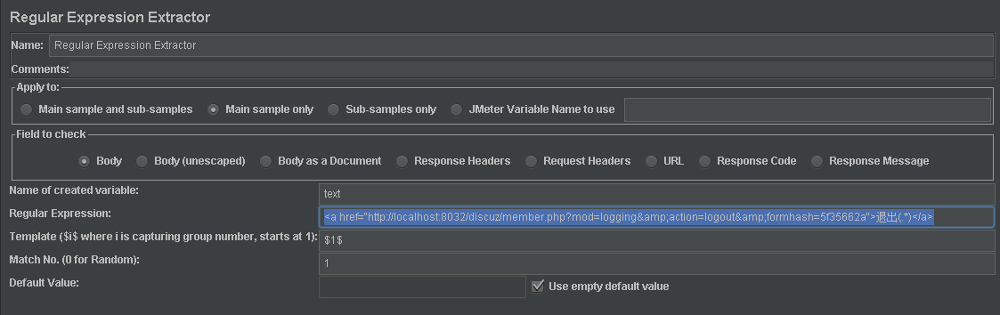 Regular Expression Extractor
Name: Regular Expression Extractor
Comments:
Apply to:
Main sample and sub-samples Main sample only Sub-samples only JMeter Variable Name to use
Field to check
Body Body (unescaped) Body as a Document Response Headers Request Headers URL Response Code Response Message
Name of created variable: text
Regular Expression: <a href="http://localhost:8032/discuz/member.php?mod=logging&amp;action=logout&amp;formhash=5f35662a">退出(.*)</a>
Template ($i$ where i is capturing group number, starts at 1): $1$
Match No. (0 for Random): 1
Default Value: Use empty default value